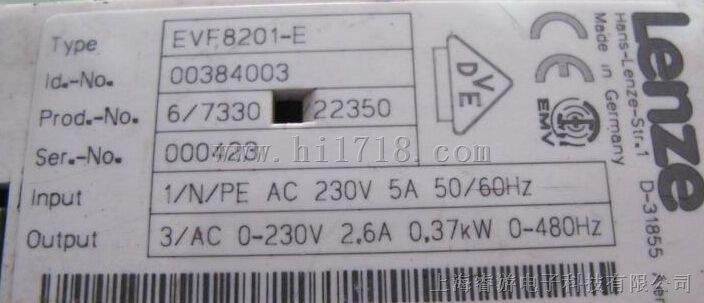 Type EVF8201-E
Id.-No. 00384003
Prod.-No. 6/7330 /22350
Ser.-No. 000423
Input 1/N/PE AC 230V 5A 50/60Hz
Output 3/AC 0-230V 2,6A 0,37kW 0-480Hz
VDE
EMV
Made in Germany
Hans-Lenze-Str.1
D-31855
Lenze
www.hi1718.com
上海睿游电子科技有限公司